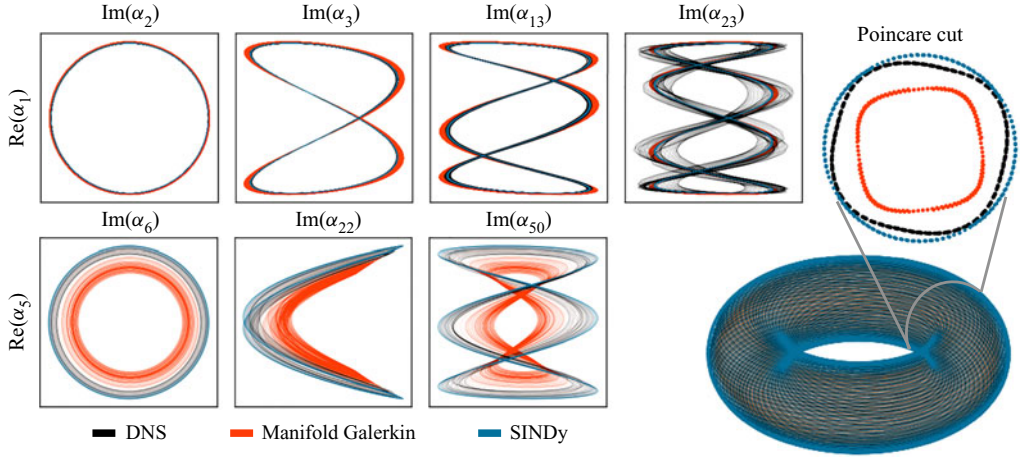 Im(α₂) Im(α₃) Im(α₁₃) Im(α₂₃)
Poincare cut
Re(α₁)
Im(α₆) Im(α₂₂) Im(α₅₀)
Re(α₅)
DNS Manifold Galerkin SINDy